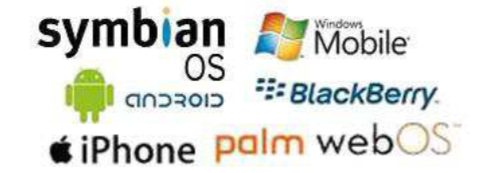 symbian
OS
Windows
Mobile
android
BlackBerry.
iPhone
palm webOS